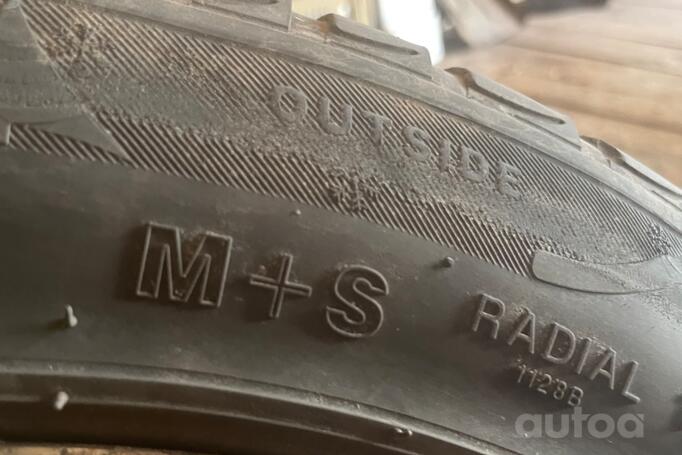 OUTSIDE
M+S
RADIAL
1128B
autoa